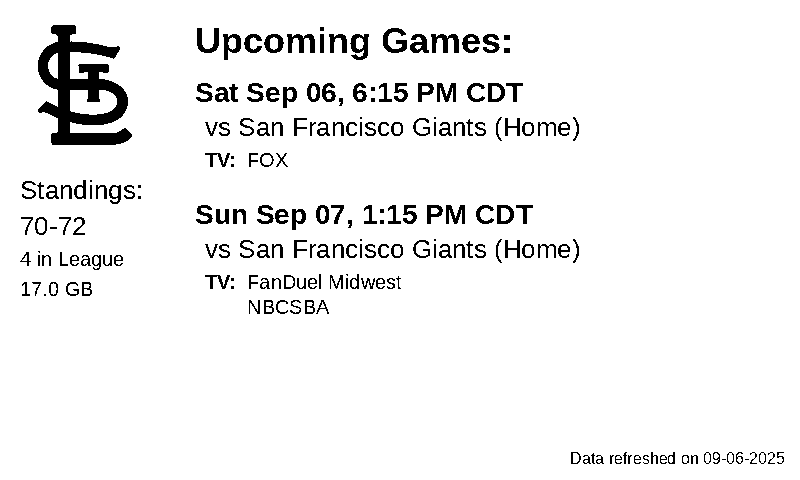 STL
Upcoming Games:
Sat Sep 06, 6:15 PM CDT
vs San Francisco Giants (Home)
TV: FOX
Standings:
70-72
4 in League
17.0 GB
Sun Sep 07, 1:15 PM CDT
vs San Francisco Giants (Home)
TV: FanDuel Midwest
NBCSBA
Data refreshed on 09-06-2025